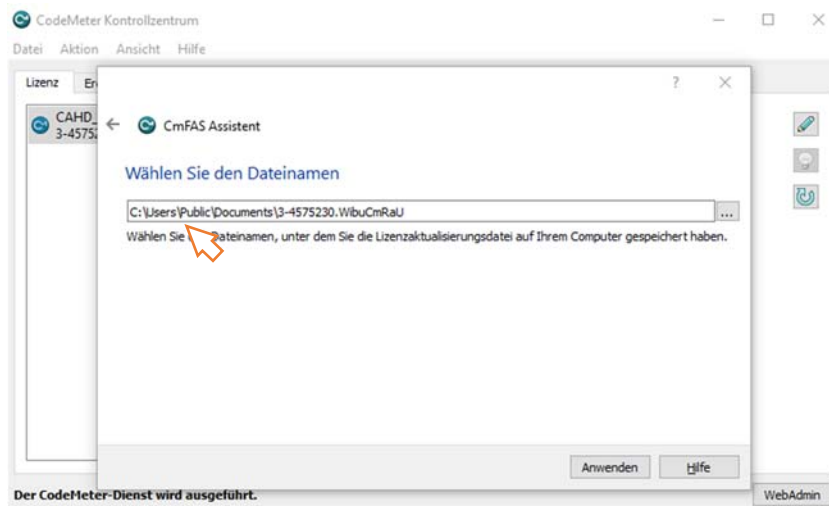 CodeMeter Kontrollzentrum
Datei Aktion Ansicht Hilfe
Lizenz
CAHD_
CmFAS Assistent
Wählen Sie den Dateinamen
C:\Users\Public\Documents\3-4575230.WibuCmRaU ...
Wählen Sie Dateinamen, unter dem Sie die Lizenzaktualisierungsdatei auf Ihrem Computer gespeichert haben.
Anwenden Hilfe
Der CodeMeter-Dienst wird ausgeführt. WebAdmin